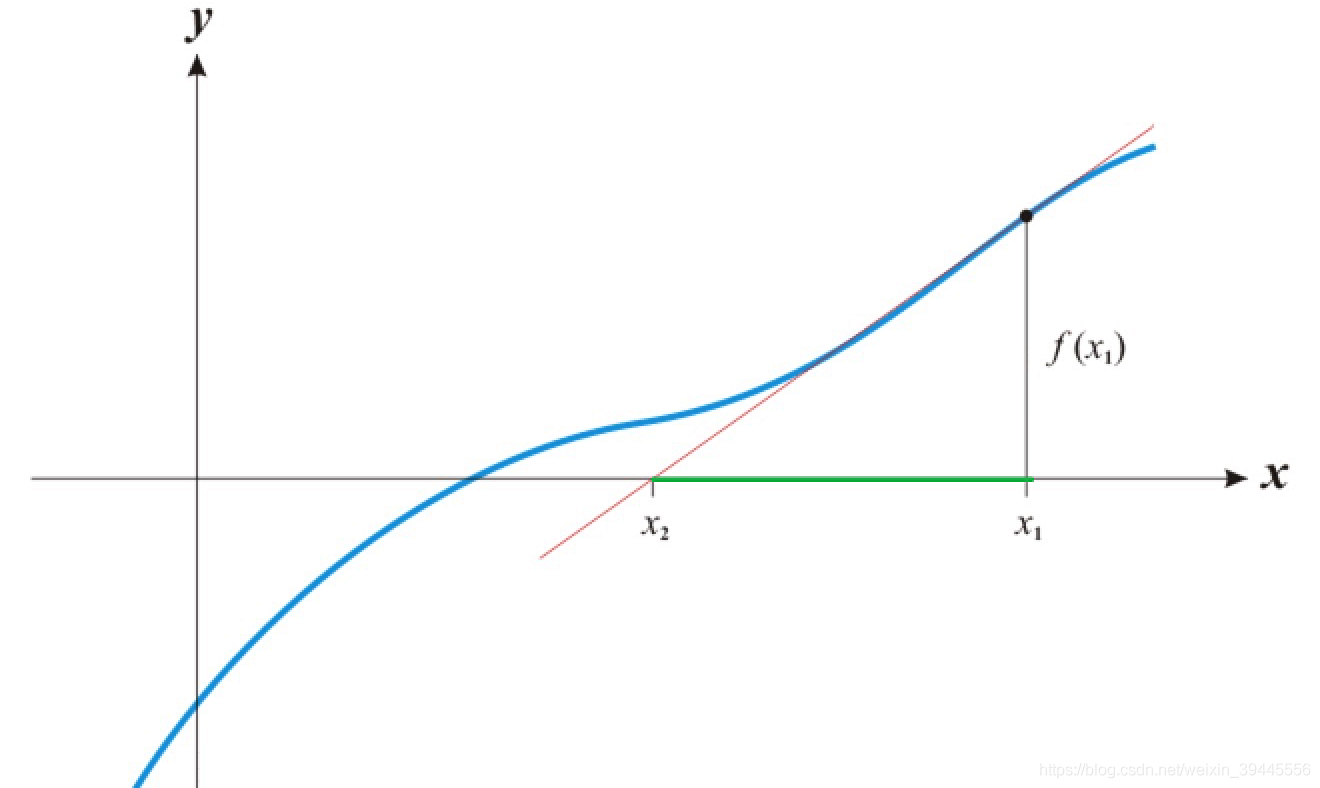 y
f(x₁)
x
x₂
x₁
https://blog.csdn.net/weixin_39445556